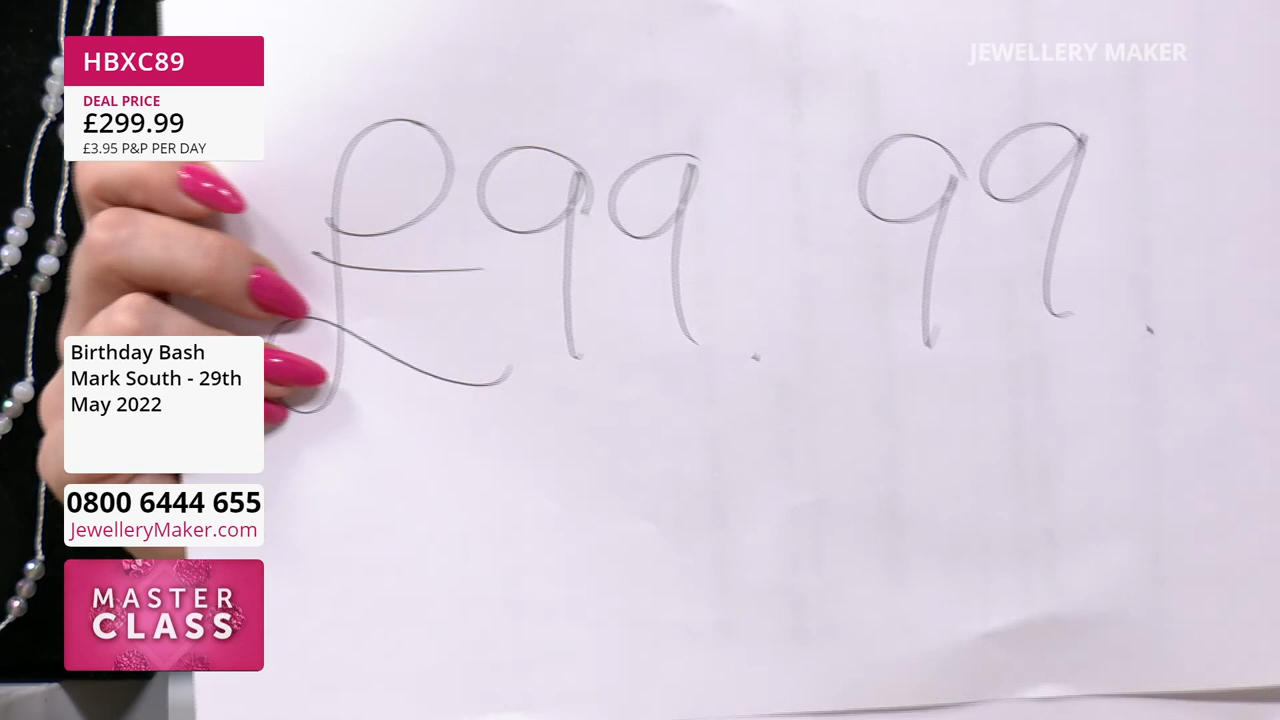 HBXC89
DEAL PRICE
£299.99
£3.95 P&P PER DAY
JEWELLERY MAKER
£99.99.
Birthday Bash
Mark South - 29th
May 2022
0800 6444 655
JewelleryMaker.com
MASTER
CLASS